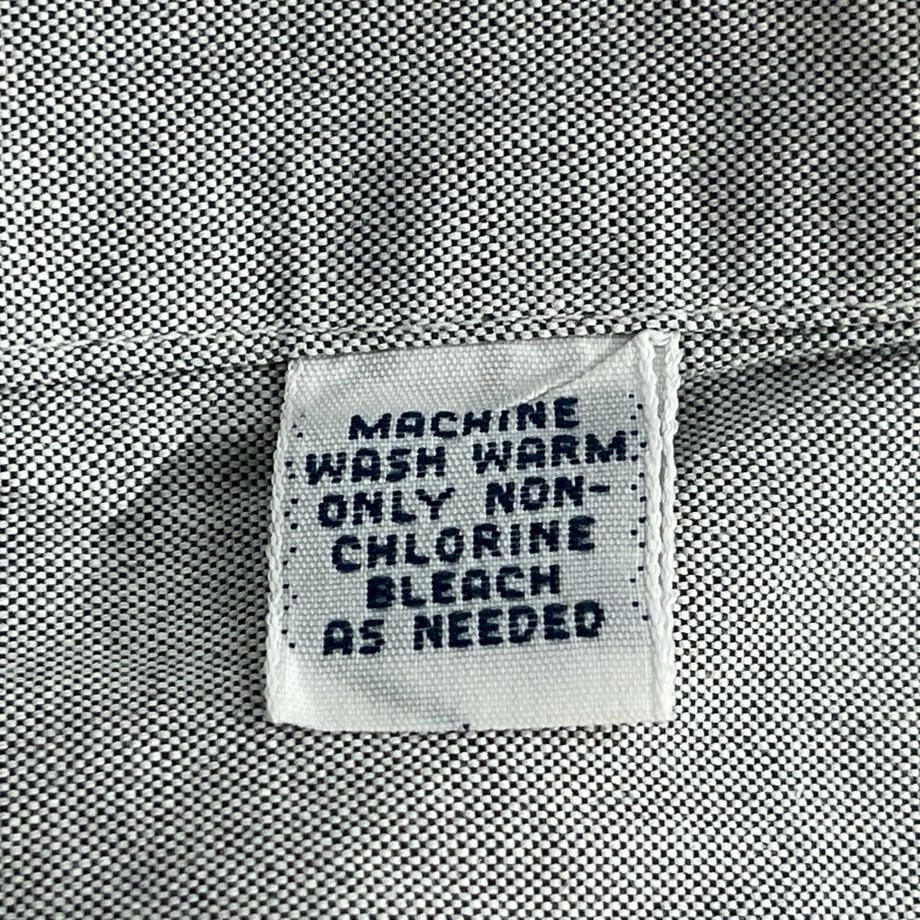 MACHINE
WASH WARM
ONLY NON-
CHLORINE
BLEACH
AS NEEDED